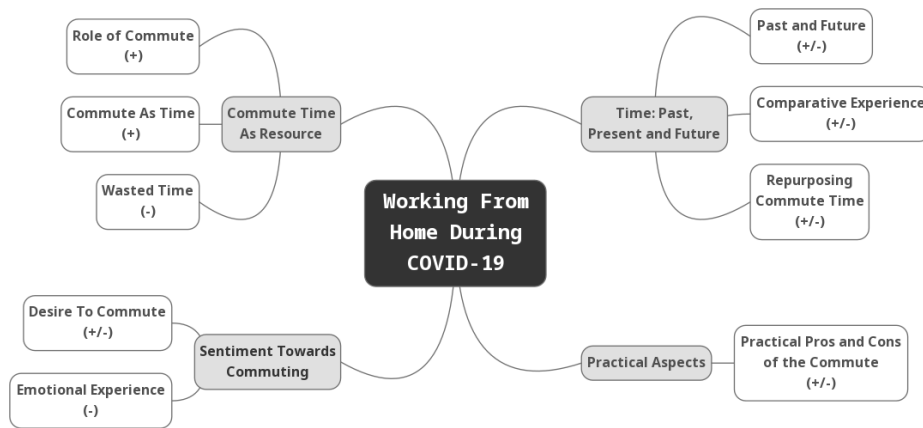 Role of Commute
(+)
Commute As Time
(+)
Wasted Time
(-)
Commute Time
As Resource
Desire To Commute
(+/-)
Emotional Experience
(-)
Sentiment Towards
Commuting
Working From
Home During
COVID-19
Time: Past,
Present and Future
Past and Future
(+/-)
Comparative Experience
(+/-)
Repurposing
Commute Time
(+/-)
Practical Aspects
Practical Pros and Cons
of the Commute
(+/-)